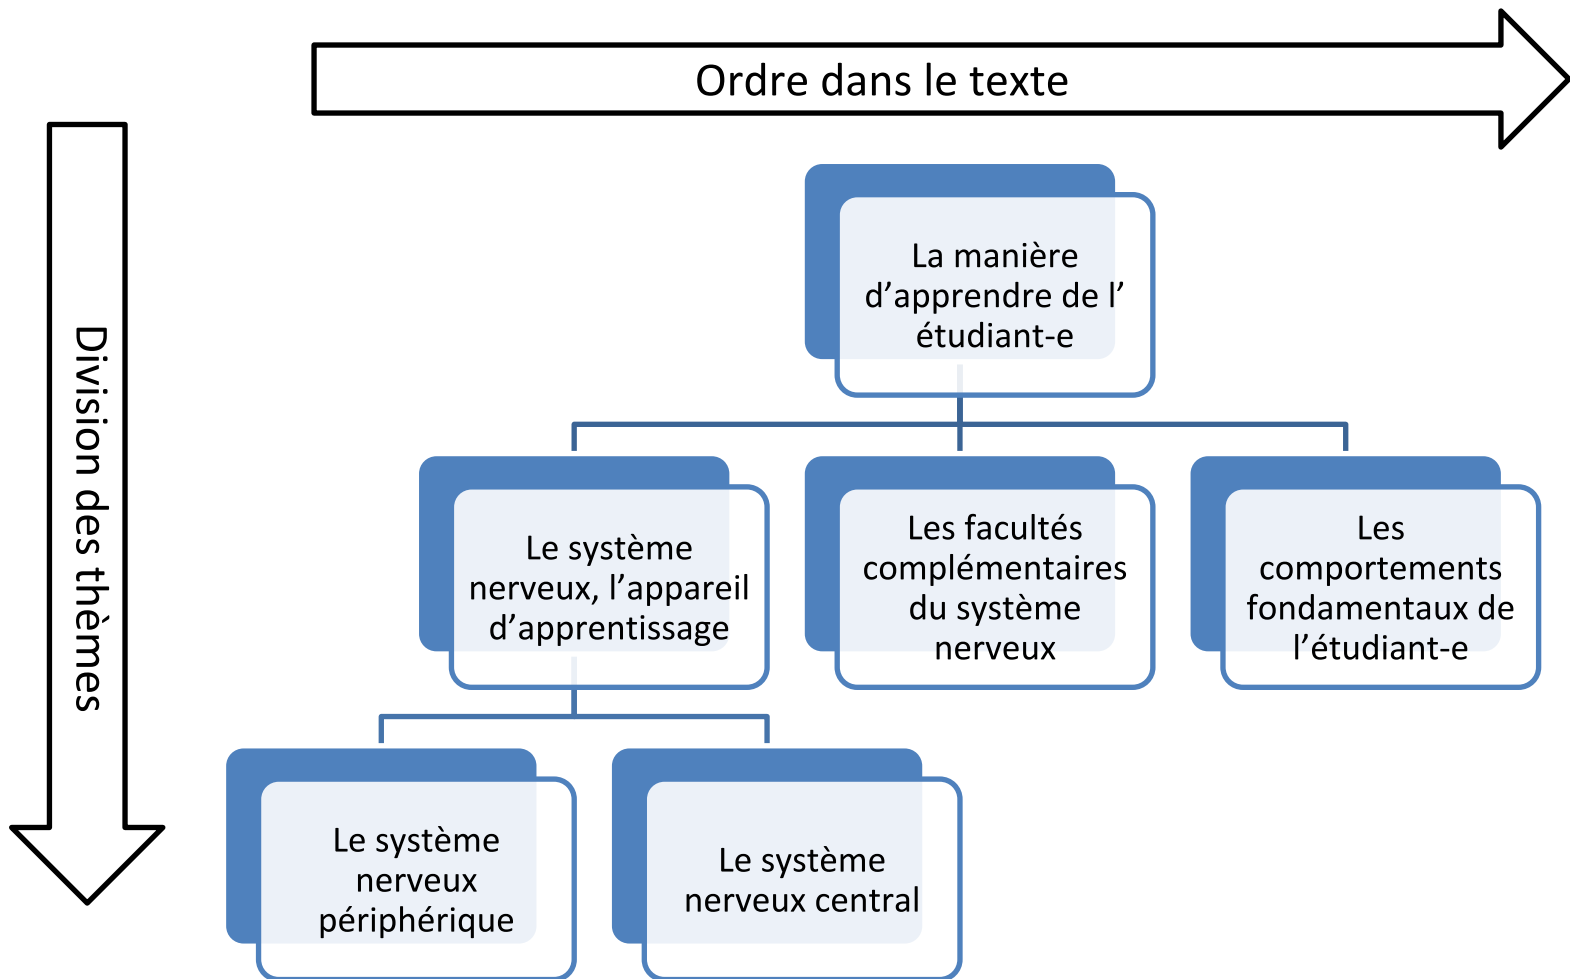 Ordre dans le texte
Division des thèmes
La manière
d’apprendre de l’
étudiant-e
Le système
nerveux, l’appareil
d’apprentissage
Les facultés
complémentaires
du système
nerveux
Les
comportements
fondamentaux de
l’étudiant-e
Le système
nerveux
périphérique
Le système
nerveux central